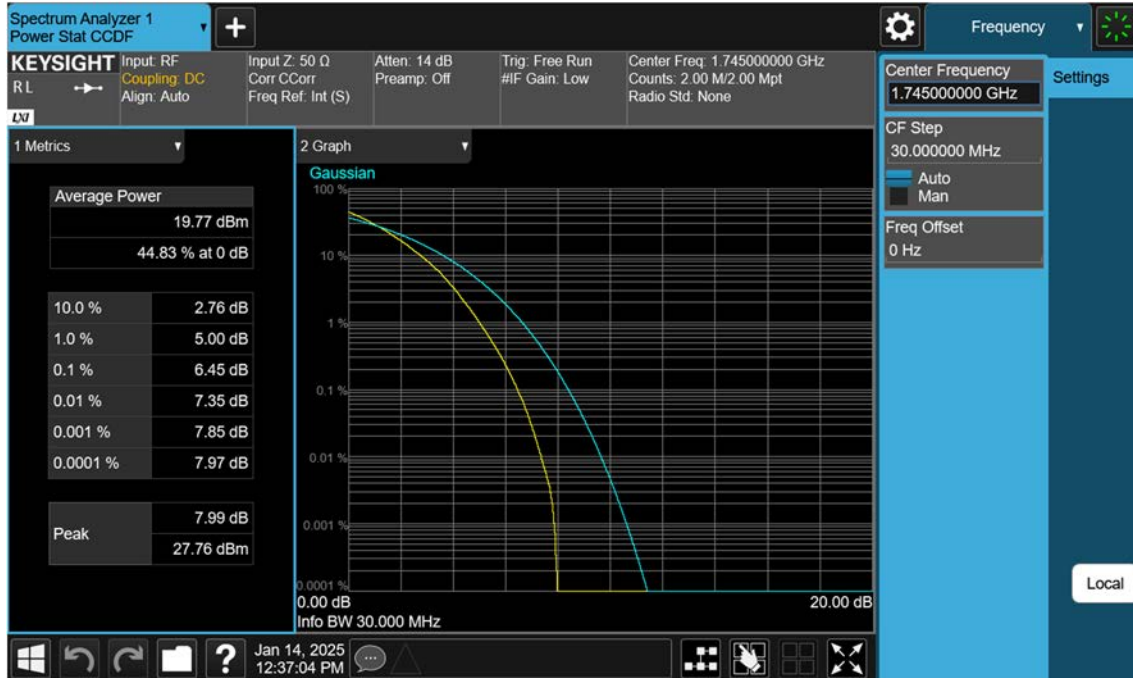 Spectrum Analyzer 1
Power Stat CCDF
Frequency
KEYSIGHT
R L
LXI
Input: RF
Coupling: DC
Align: Auto
Input Z: 50 Ω
Corr CCorr
Freq Ref: Int (S)
Atten: 14 dB
Preamp: Off
Trig: Free Run
#IF Gain: Low
Center Freq: 1.745000000 GHz
Counts: 2.00 M/2.00 Mpt
Radio Std: None
1 Metrics
Average Power
19.77 dBm
44.83 % at 0 dB
10.0 % 2.76 dB
1.0 % 5.00 dB
0.1 % 6.45 dB
0.01 % 7.35 dB
0.001 % 7.85 dB
0.0001 % 7.97 dB
Peak
7.99 dB
27.76 dBm
2 Graph
Gaussian
100 %
10 %
1 %
0.1 %
0.01 %
0.001 %
0.0001 %
0.00 dB 20.00 dB
Info BW 30.000 MHz
Center Frequency
1.745000000 GHz
CF Step
30.000000 MHz
Auto
Man
Freq Offset
0 Hz
Settings
Local
?
Jan 14, 2025
12:37:04 PM